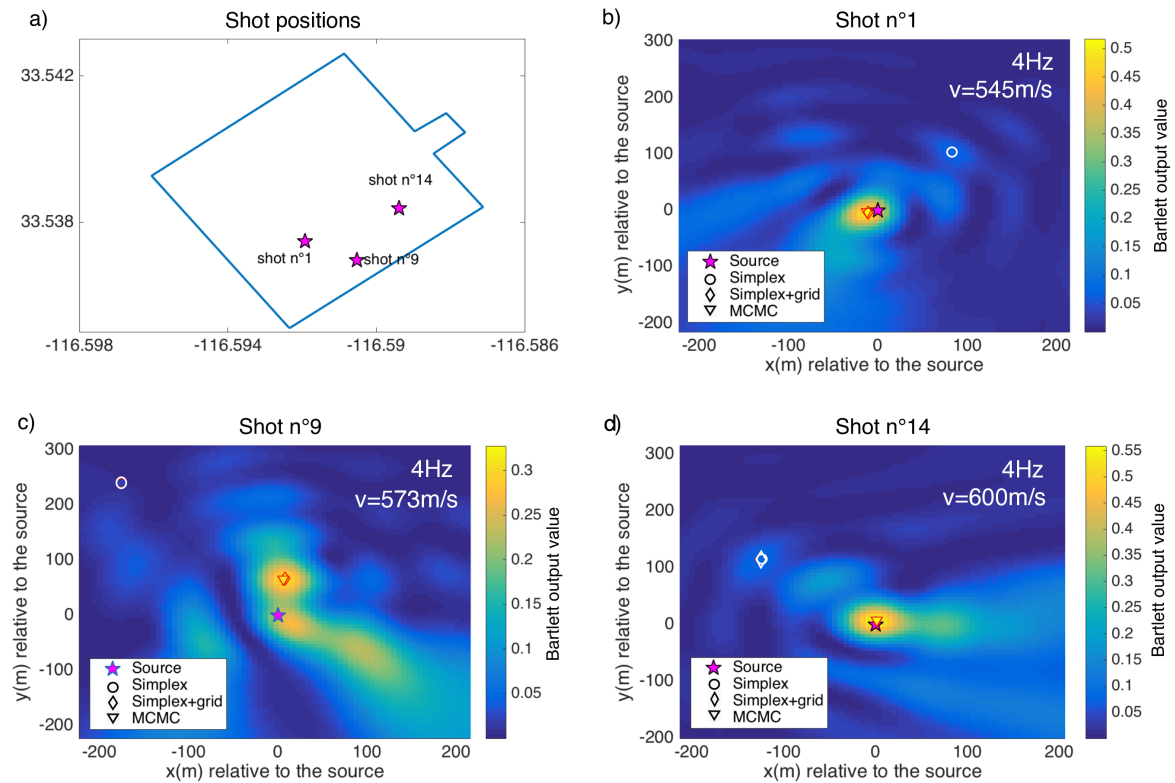 a)
Shot positions
33.542
33.538
shot n°14
shot n°1
shot n°9
-116.598
-116.594
-116.59
-116.586
b)
Shot n°1
4Hz
v=545m/s
y(m) relative to the source
300
200
100
0
-100
-200
Source
Simplex
Simplex+grid
MCMC
-200
-100
0
100
200
x(m) relative to the source
0.5
0.45
0.4
0.35
0.3
0.25
0.2
0.15
0.1
0.05
Bartlett output value
c)
Shot n°9
4Hz
v=573m/s
y(m) relative to the source
300
200
100
0
-100
-200
Source
Simplex
Simplex+grid
MCMC
-200
-100
0
100
200
x(m) relative to the source
0.3
0.25
0.2
0.15
0.1
0.05
Bartlett output value
d)
Shot n°14
4Hz
v=600m/s
y(m) relative to the source
300
200
100
0
-100
-200
Source
Simplex
Simplex+grid
MCMC
-200
-100
0
100
200
x(m) relative to the source
0.55
0.5
0.45
0.4
0.35
0.3
0.25
0.2
0.15
0.1
0.05
Bartlett output value